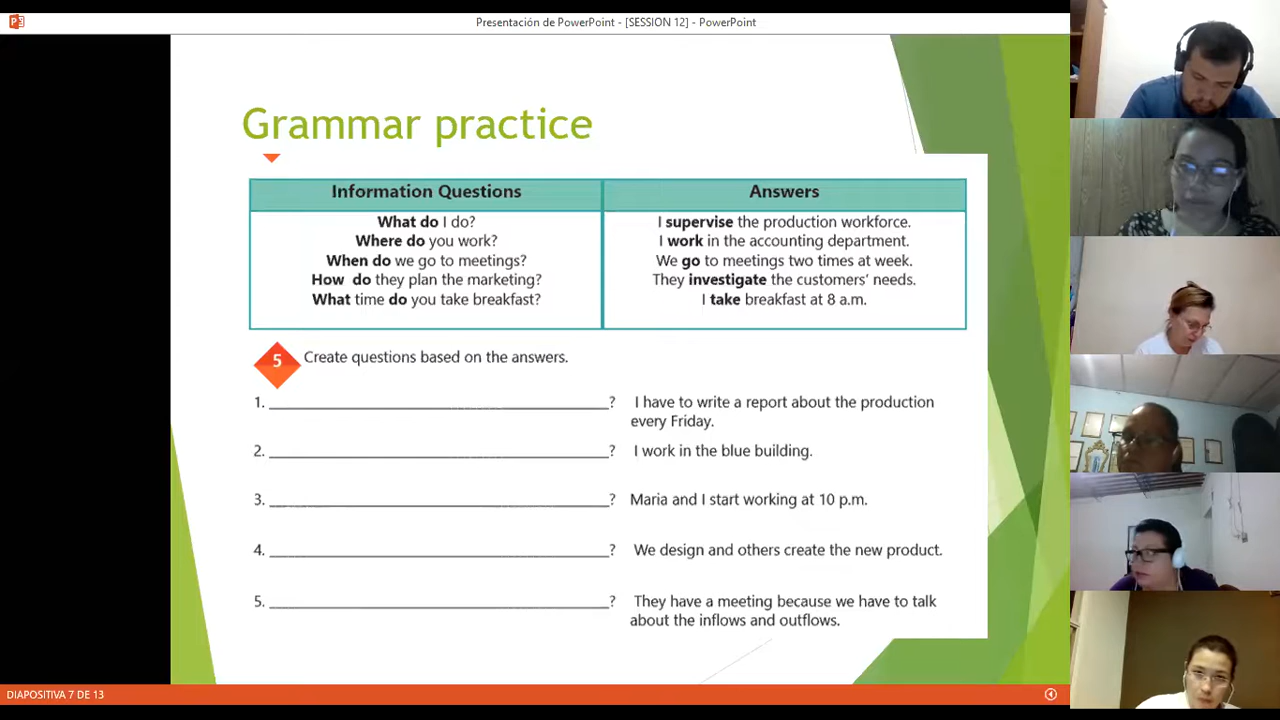 Presentación de PowerPoint - [SESSION 12] - PowerPoint
Grammar practice
Information Questions
Answers
What do I do?
I supervise the production workforce.
Where do you work?
I work in the accounting department.
When do we go to meetings?
We go to meetings two times at week.
How do they plan the marketing?
They investigate the customers' needs.
What time do you take breakfast?
I take breakfast at 8 a.m.
5 Create questions based on the answers.
1. ______________________________? I have to write a report about the production
every Friday.
2. ______________________________? I work in the blue building.
3. ______________________________? Maria and I start working at 10 p.m.
4. ______________________________? We design and others create the new product.
5. ______________________________? They have a meeting because we have to talk
about the inflows and outflows.
DIAPOSITIVA 7 DE 13